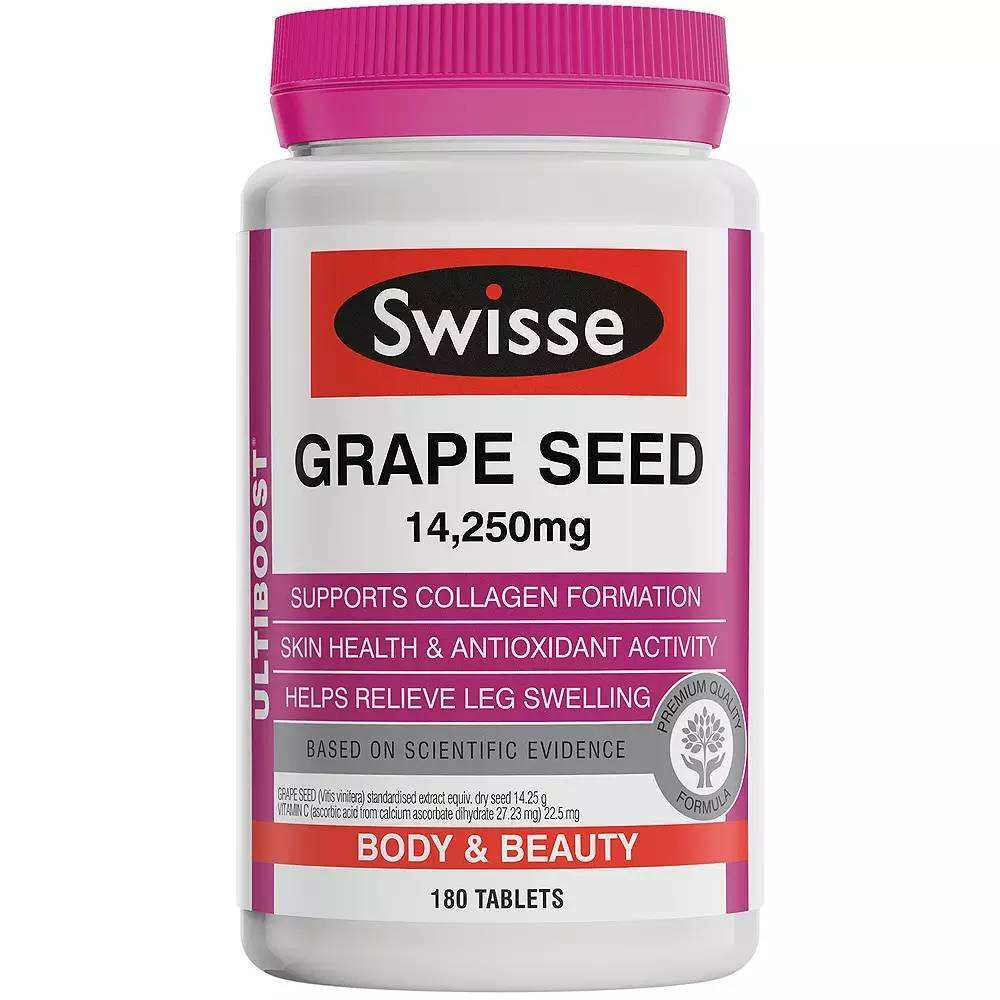 Swisse
GRAPE SEED
14,250mg
ULTIBOOST®
SUPPORTS COLLAGEN FORMATION
SKIN HEALTH & ANTIOXIDANT ACTIVITY
HELPS RELIEVE LEG SWELLING
PREMIUM QUALITY
FORMULA
BASED ON SCIENTIFIC EVIDENCE
GRAPE SEED (Vitis vinifera) standardised extract equiv. dry seed 14.25 g
VITAMIN C (ascorbic acid from calcium ascorbate dihydrate 27.23 mg) 22.5 mg
BODY & BEAUTY
180 TABLETS